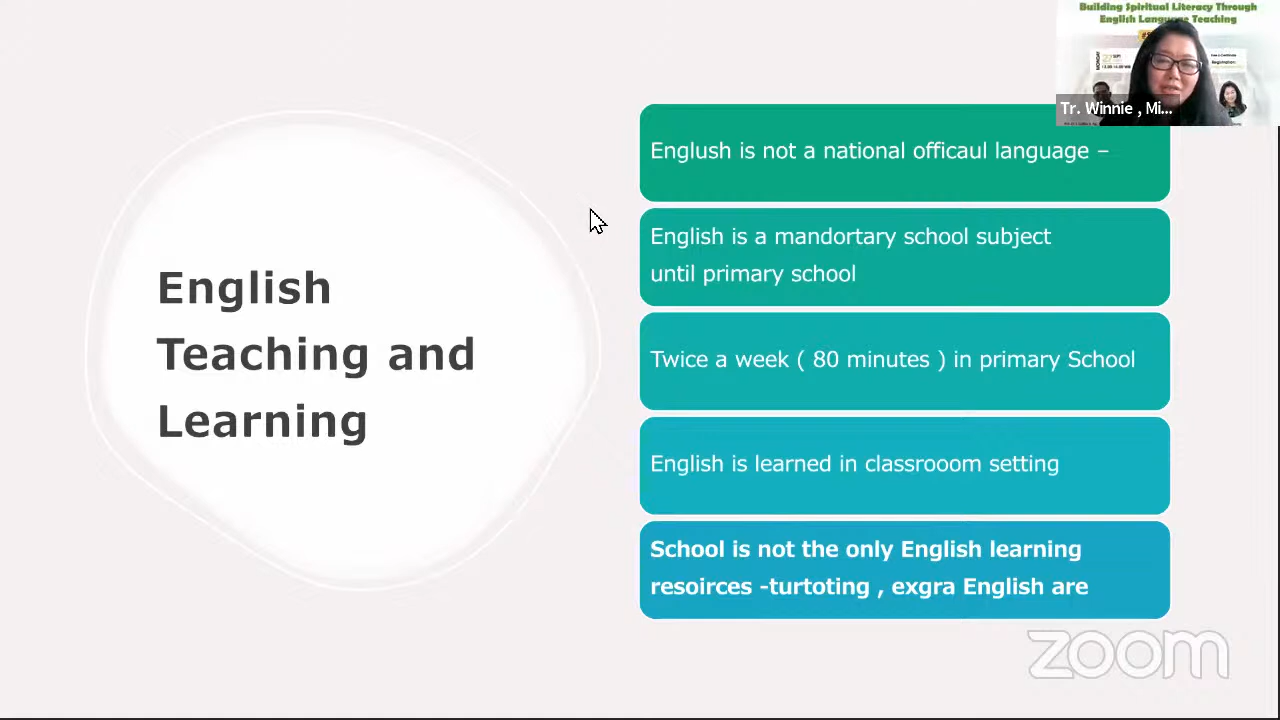 Building Spiritual Literacy Through
English Language Teaching
Tr. Winnie , Mi...
English
Teaching and
Learning
Englush is not a national officaul language –
English is a mandortary school subject
until primary school
Twice a week ( 80 minutes ) in primary School
English is learned in classrooom setting
School is not the only English learning
resoirces -turtoting , exgra English are
zoom